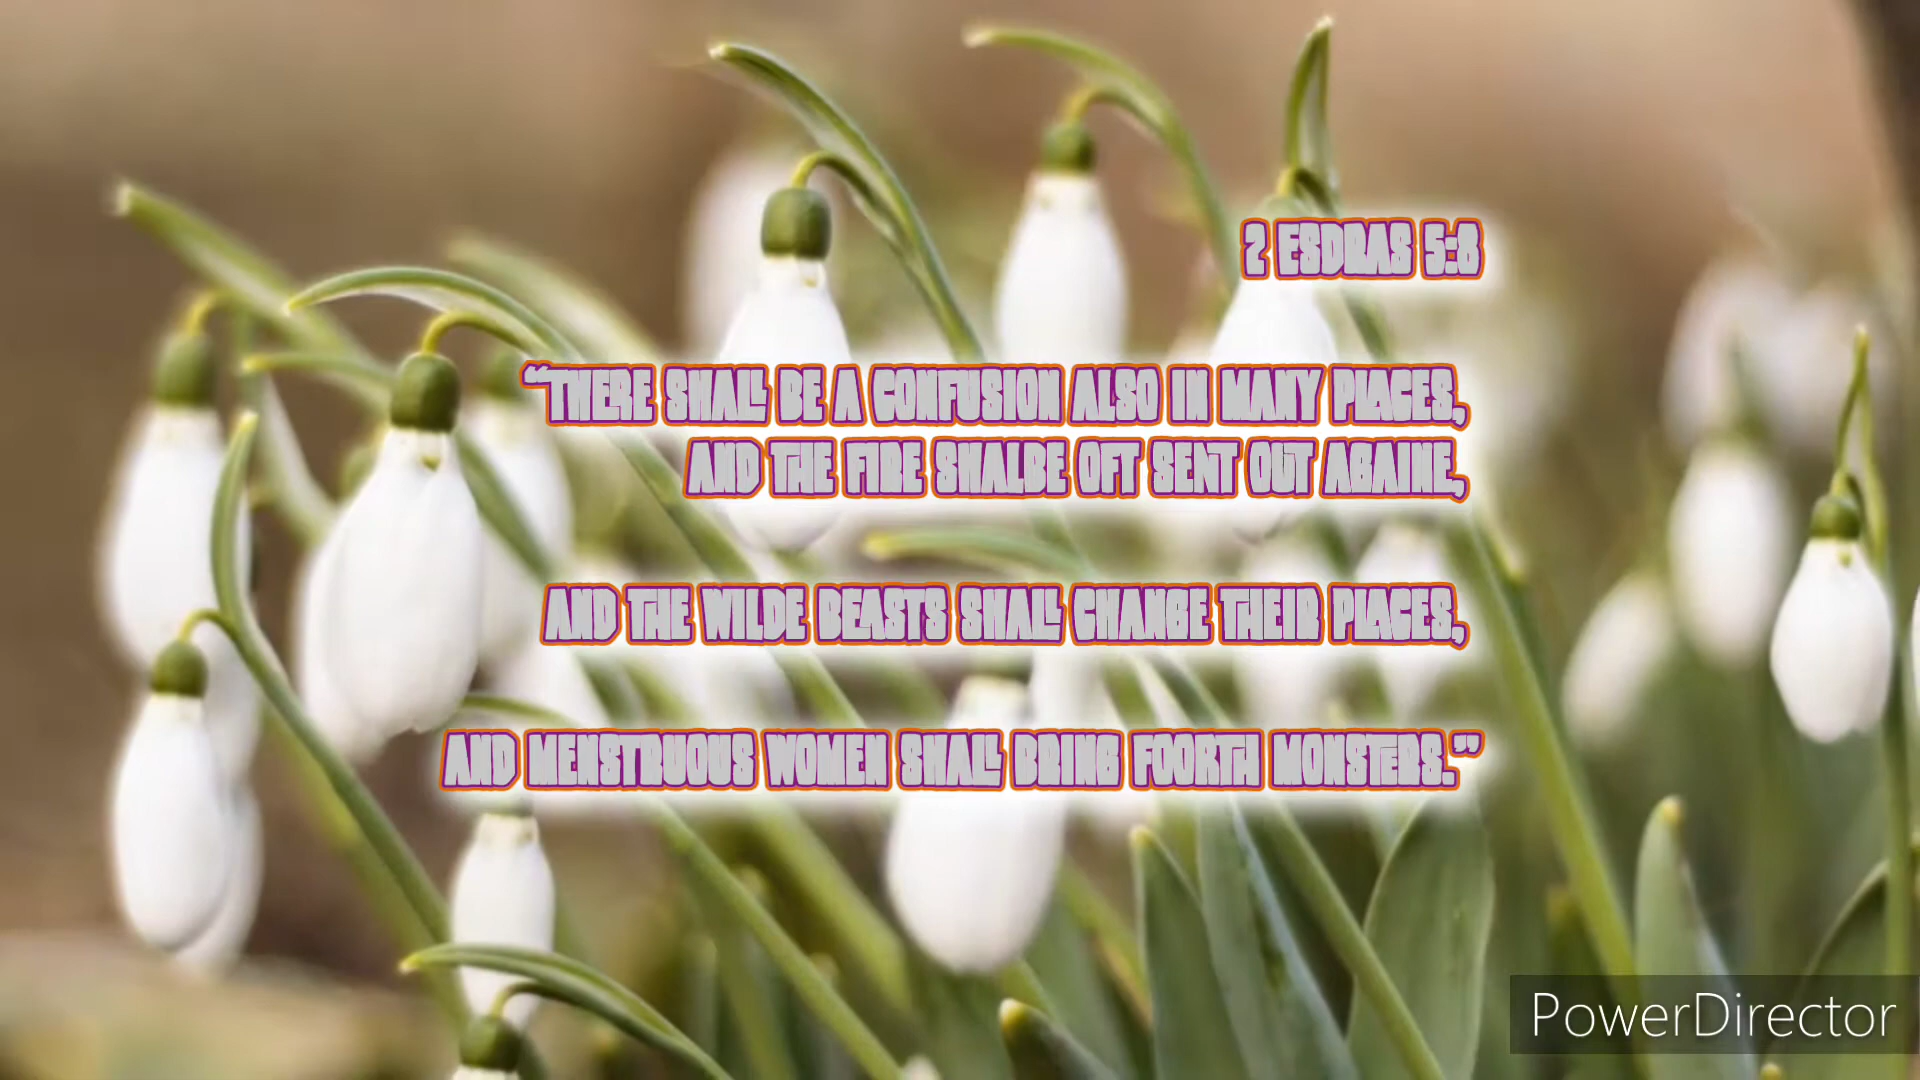 2 ESDRAS 5:8
“THERE SHALL BE A CONFUSION ALSO IN MANY PLACES,
AND THE FIRE SHALBE OFT SENT OUT AGAINE,
AND THE WILDE BEASTS SHALL CHANGE THEIR PLACES,
AND MENSTRUOUS WOMEN SHALL BRING FOORTH MONSTERS.”
PowerDirector